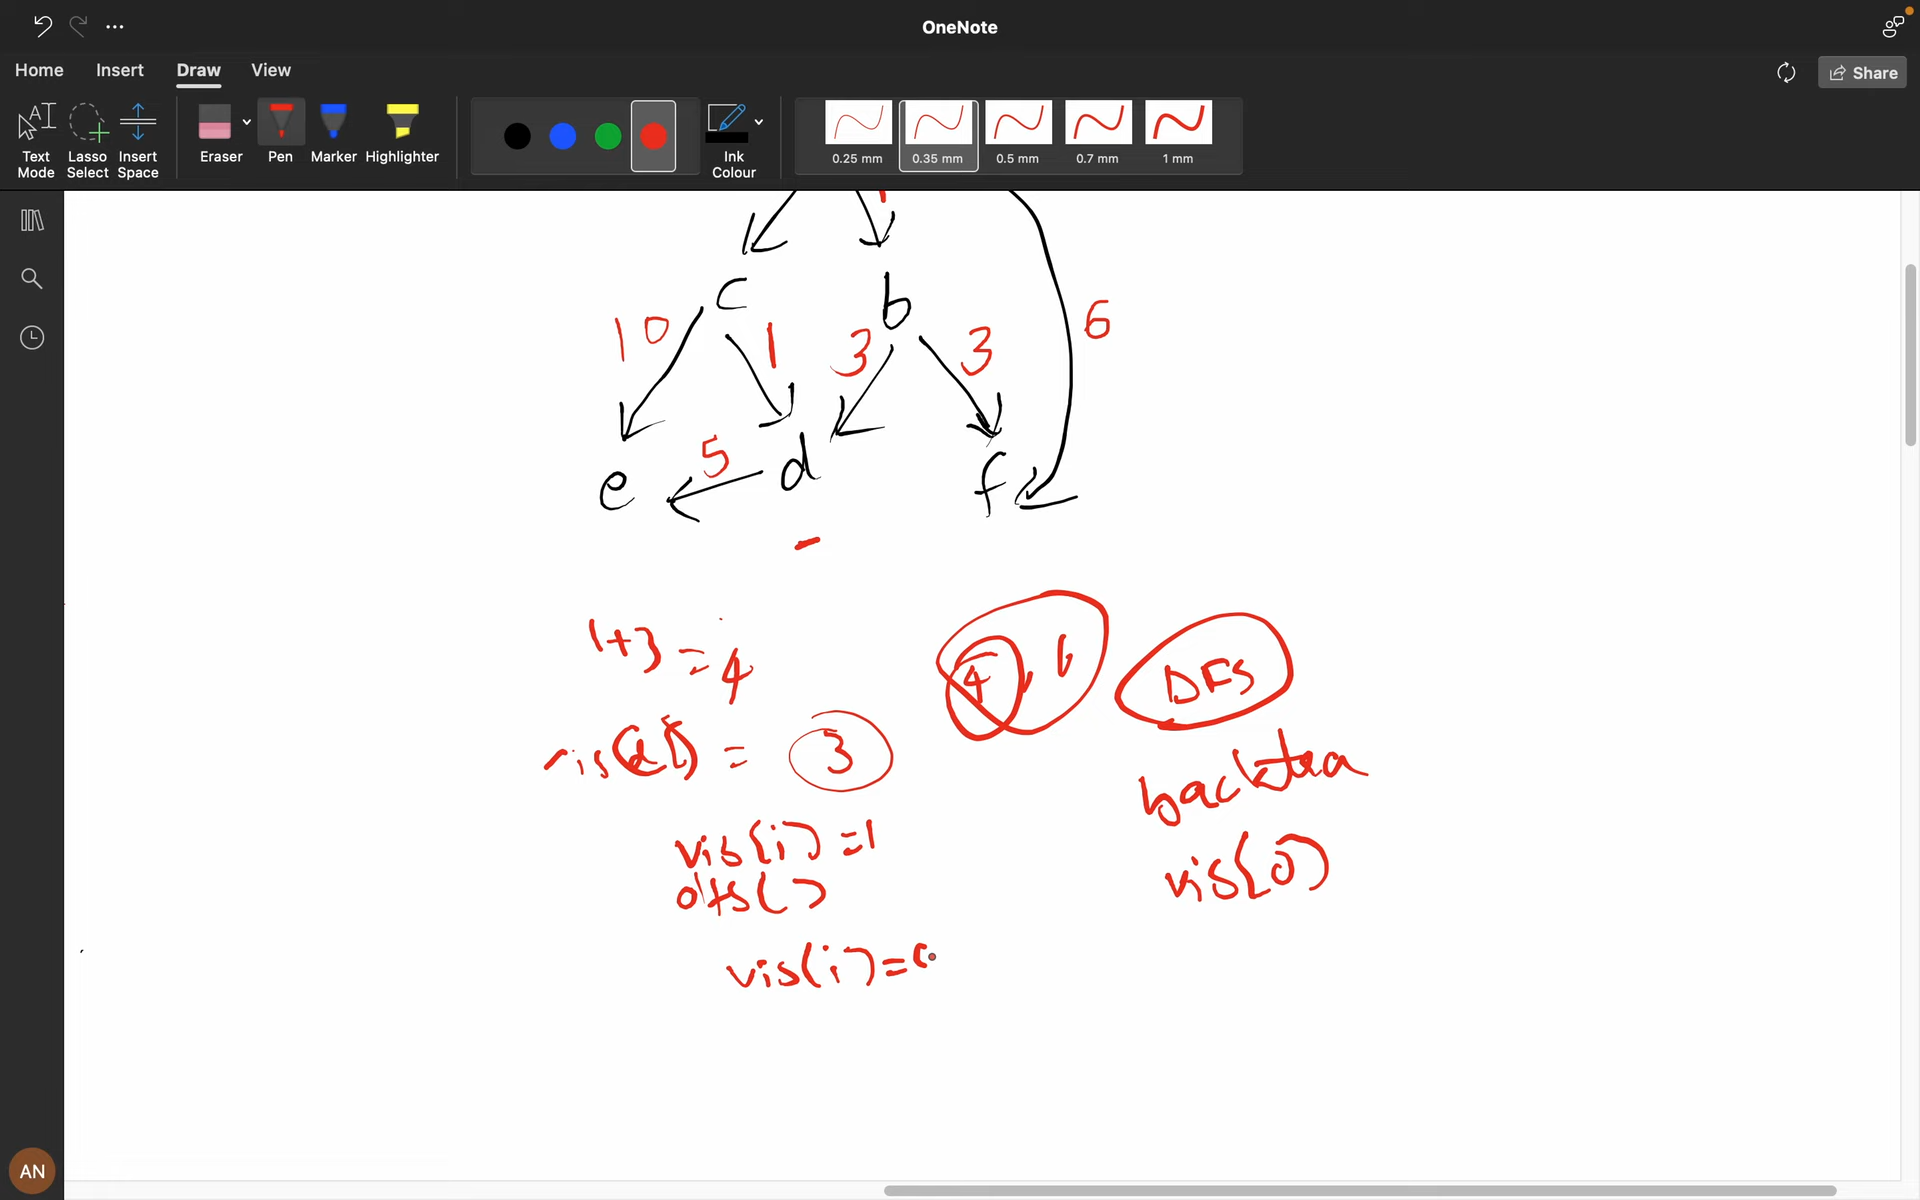 OneNote
Home Insert Draw View
Share
Text Mode
Lasso Select
Insert Space
Eraser
Pen
Marker
Highlighter
Ink Colour
0.25 mm
0.35 mm
0.5 mm
0.7 mm
1 mm
c b
6
10 1 3 3
5
e d f
1+3 = 4
4, 6
DFS
= 3
backtra
vis(i) =1
dfs( )
vis(0)
vis(i)=
AN